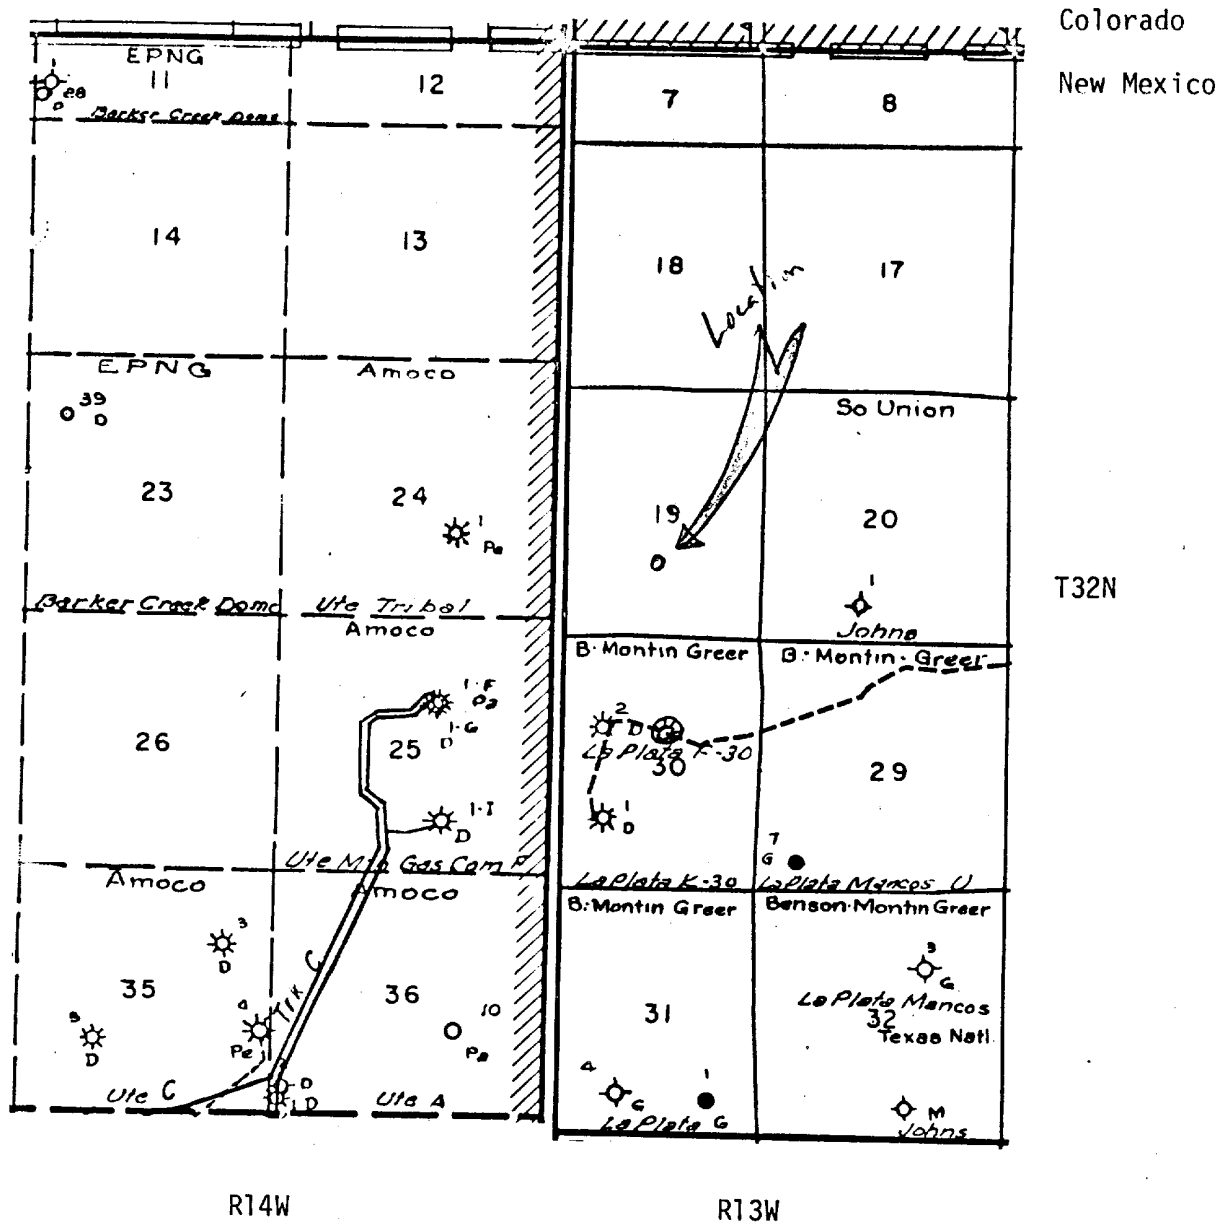 Colorado
New Mexico
EPNG
11
12
7
8
1
28
D
Barker Creek Dome
14
13
18
17
Location
EPNG
Amoco
So Union
39
D
23
24
19
20
1
1
T32N
Barker Creek Dome
Ute Tribal
Johns
Amoco
B. Montin Greer
B. Montin Greer
1-F
1-G
D
2
D
La Plata F-30
26
25
30
29
1-I
D
1
D
7
G
Ute Mtn Gas Com F
La Plata K-30
La Plata Mancos U
Amoco
Amoco
B. Montin Greer
Benson-Montin Greer
3
D
3
G
Trk C
35
36
31
La Plata Mancos
32
Texas Natl.
4
10
D
4
G
1
D
D
M
Ute C
Ute A
La Plata G
Johns
R14W
R13W